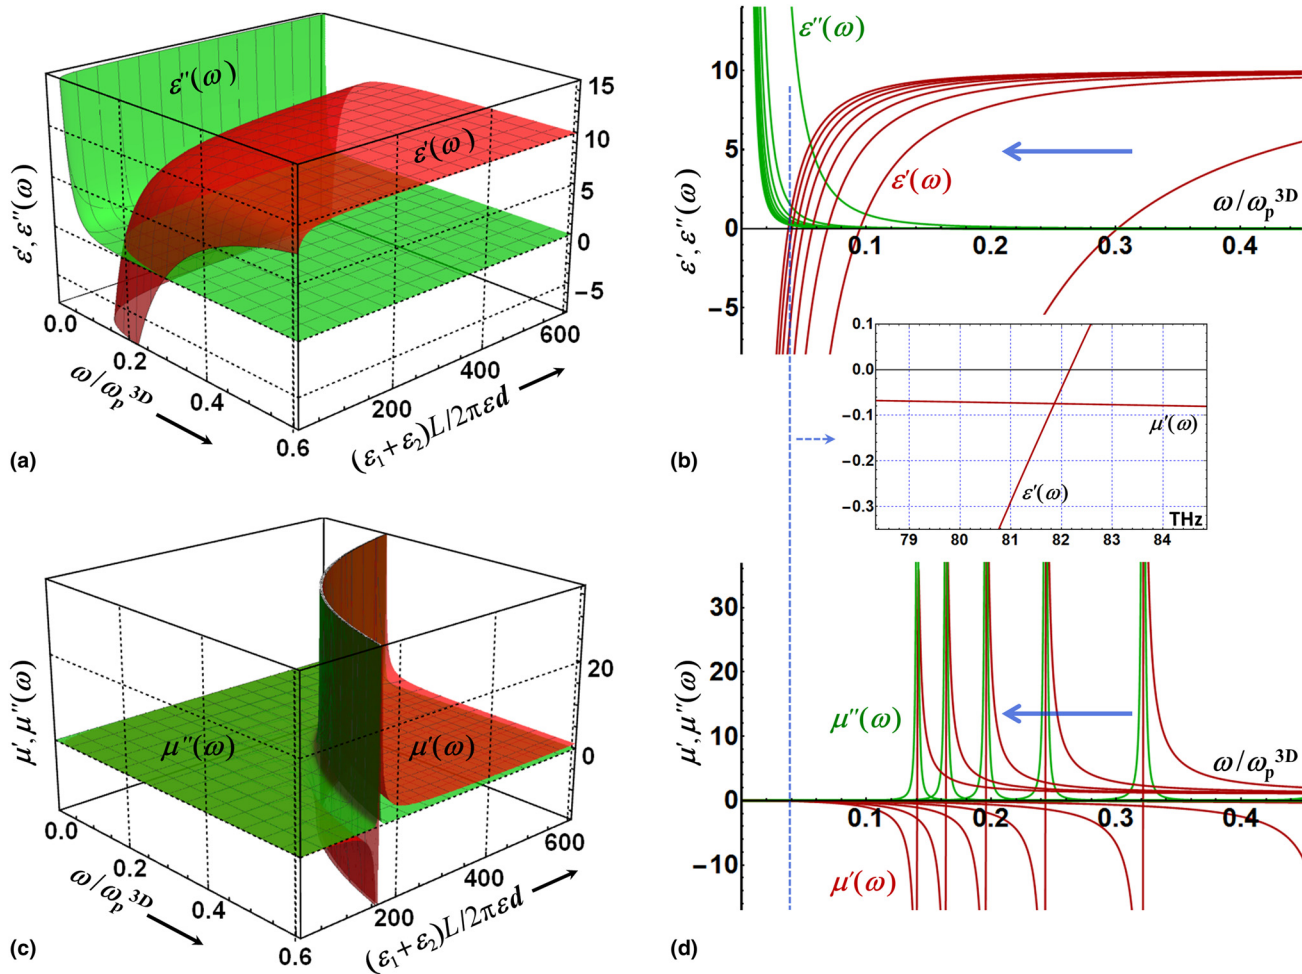 ε″(ω)
ε′(ω)
ε′, ε″(ω)
15
10
5
0
−5
0.0
0.2
0.4
0.6
ω/ωp3D
200
400
600
(ε1+ε2)L/2πεd
(a)
ε″(ω)
ε′(ω)
ε′, ε″(ω)
10
5
0
−5
0.1
0.2
0.3
0.4
ω/ωp3D
(b)
0.1
0.0
−0.1
−0.2
−0.3
μ′(ω)
ε′(ω)
THz
79
80
81
82
83
84
μ″(ω)
μ′(ω)
μ′, μ″(ω)
20
0
0.0
0.2
0.4
0.6
ω/ωp3D
200
400
600
(ε1+ε2)L/2πεd
(c)
μ″(ω)
μ′(ω)
μ′, μ″(ω)
30
20
10
0
−10
0.1
0.2
0.3
0.4
ω/ωp3D
(d)